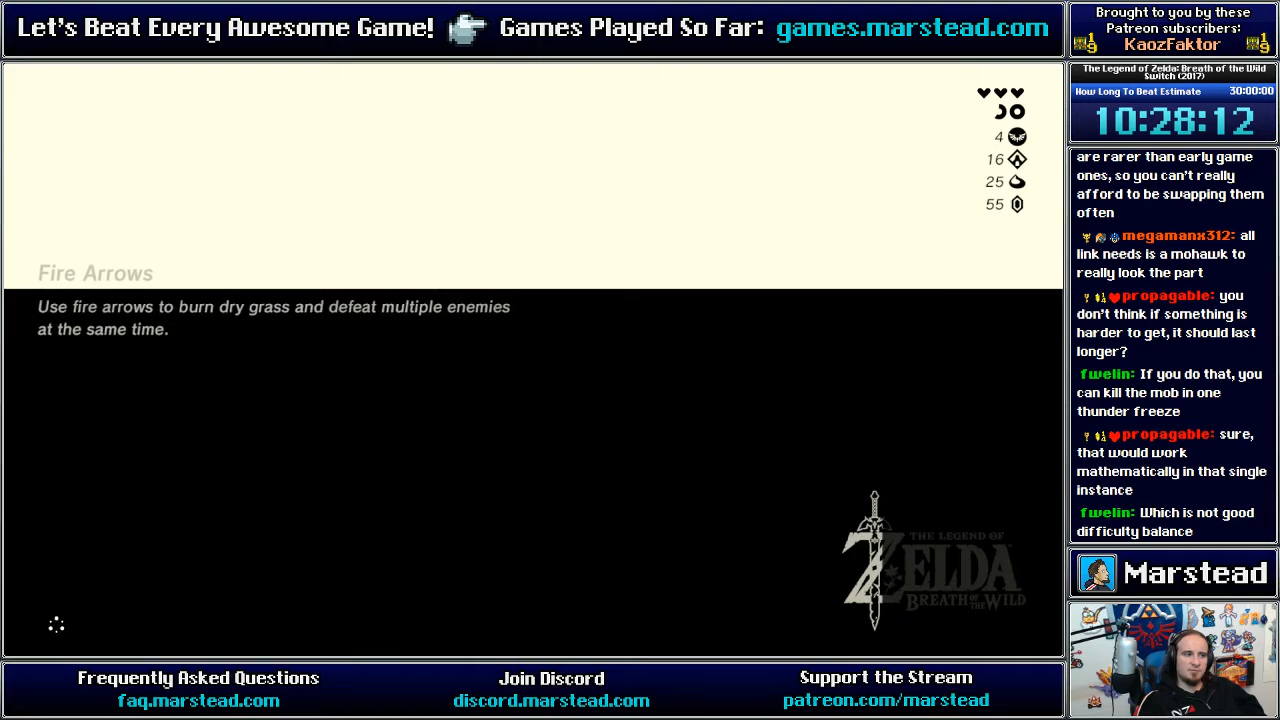 Let's Beat Every Awesome Game! Games Played So Far: games.marstead.com
Brought to you by these
Patreon subscribers:
KaozFaktor
The Legend of Zelda: Breath of the Wild
Switch (2017)
How Long To Beat Estimate 30:00:00
10:28:12
4
16
25
55
Fire Arrows
Use fire arrows to burn dry grass and defeat multiple enemies
at the same time.
THE LEGEND OF
ZELDA
BREATH OF THE WILD
are rarer than early game
ones, so you can't really
afford to be swapping them
often
megamanx312: all
link needs is a mohawk to
really look the part
propagable: you
don't think if something is
harder to get, it should last
longer?
fwelin: If you do that, you
can kill the mob in one
thunder freeze
propagable: sure,
that would work
mathematically in that single
instance
fwelin: Which is not good
difficulty balance
Marstead
Frequently Asked Questions
faq.marstead.com
Join Discord
discord.marstead.com
Support the Stream
patreon.com/marstead